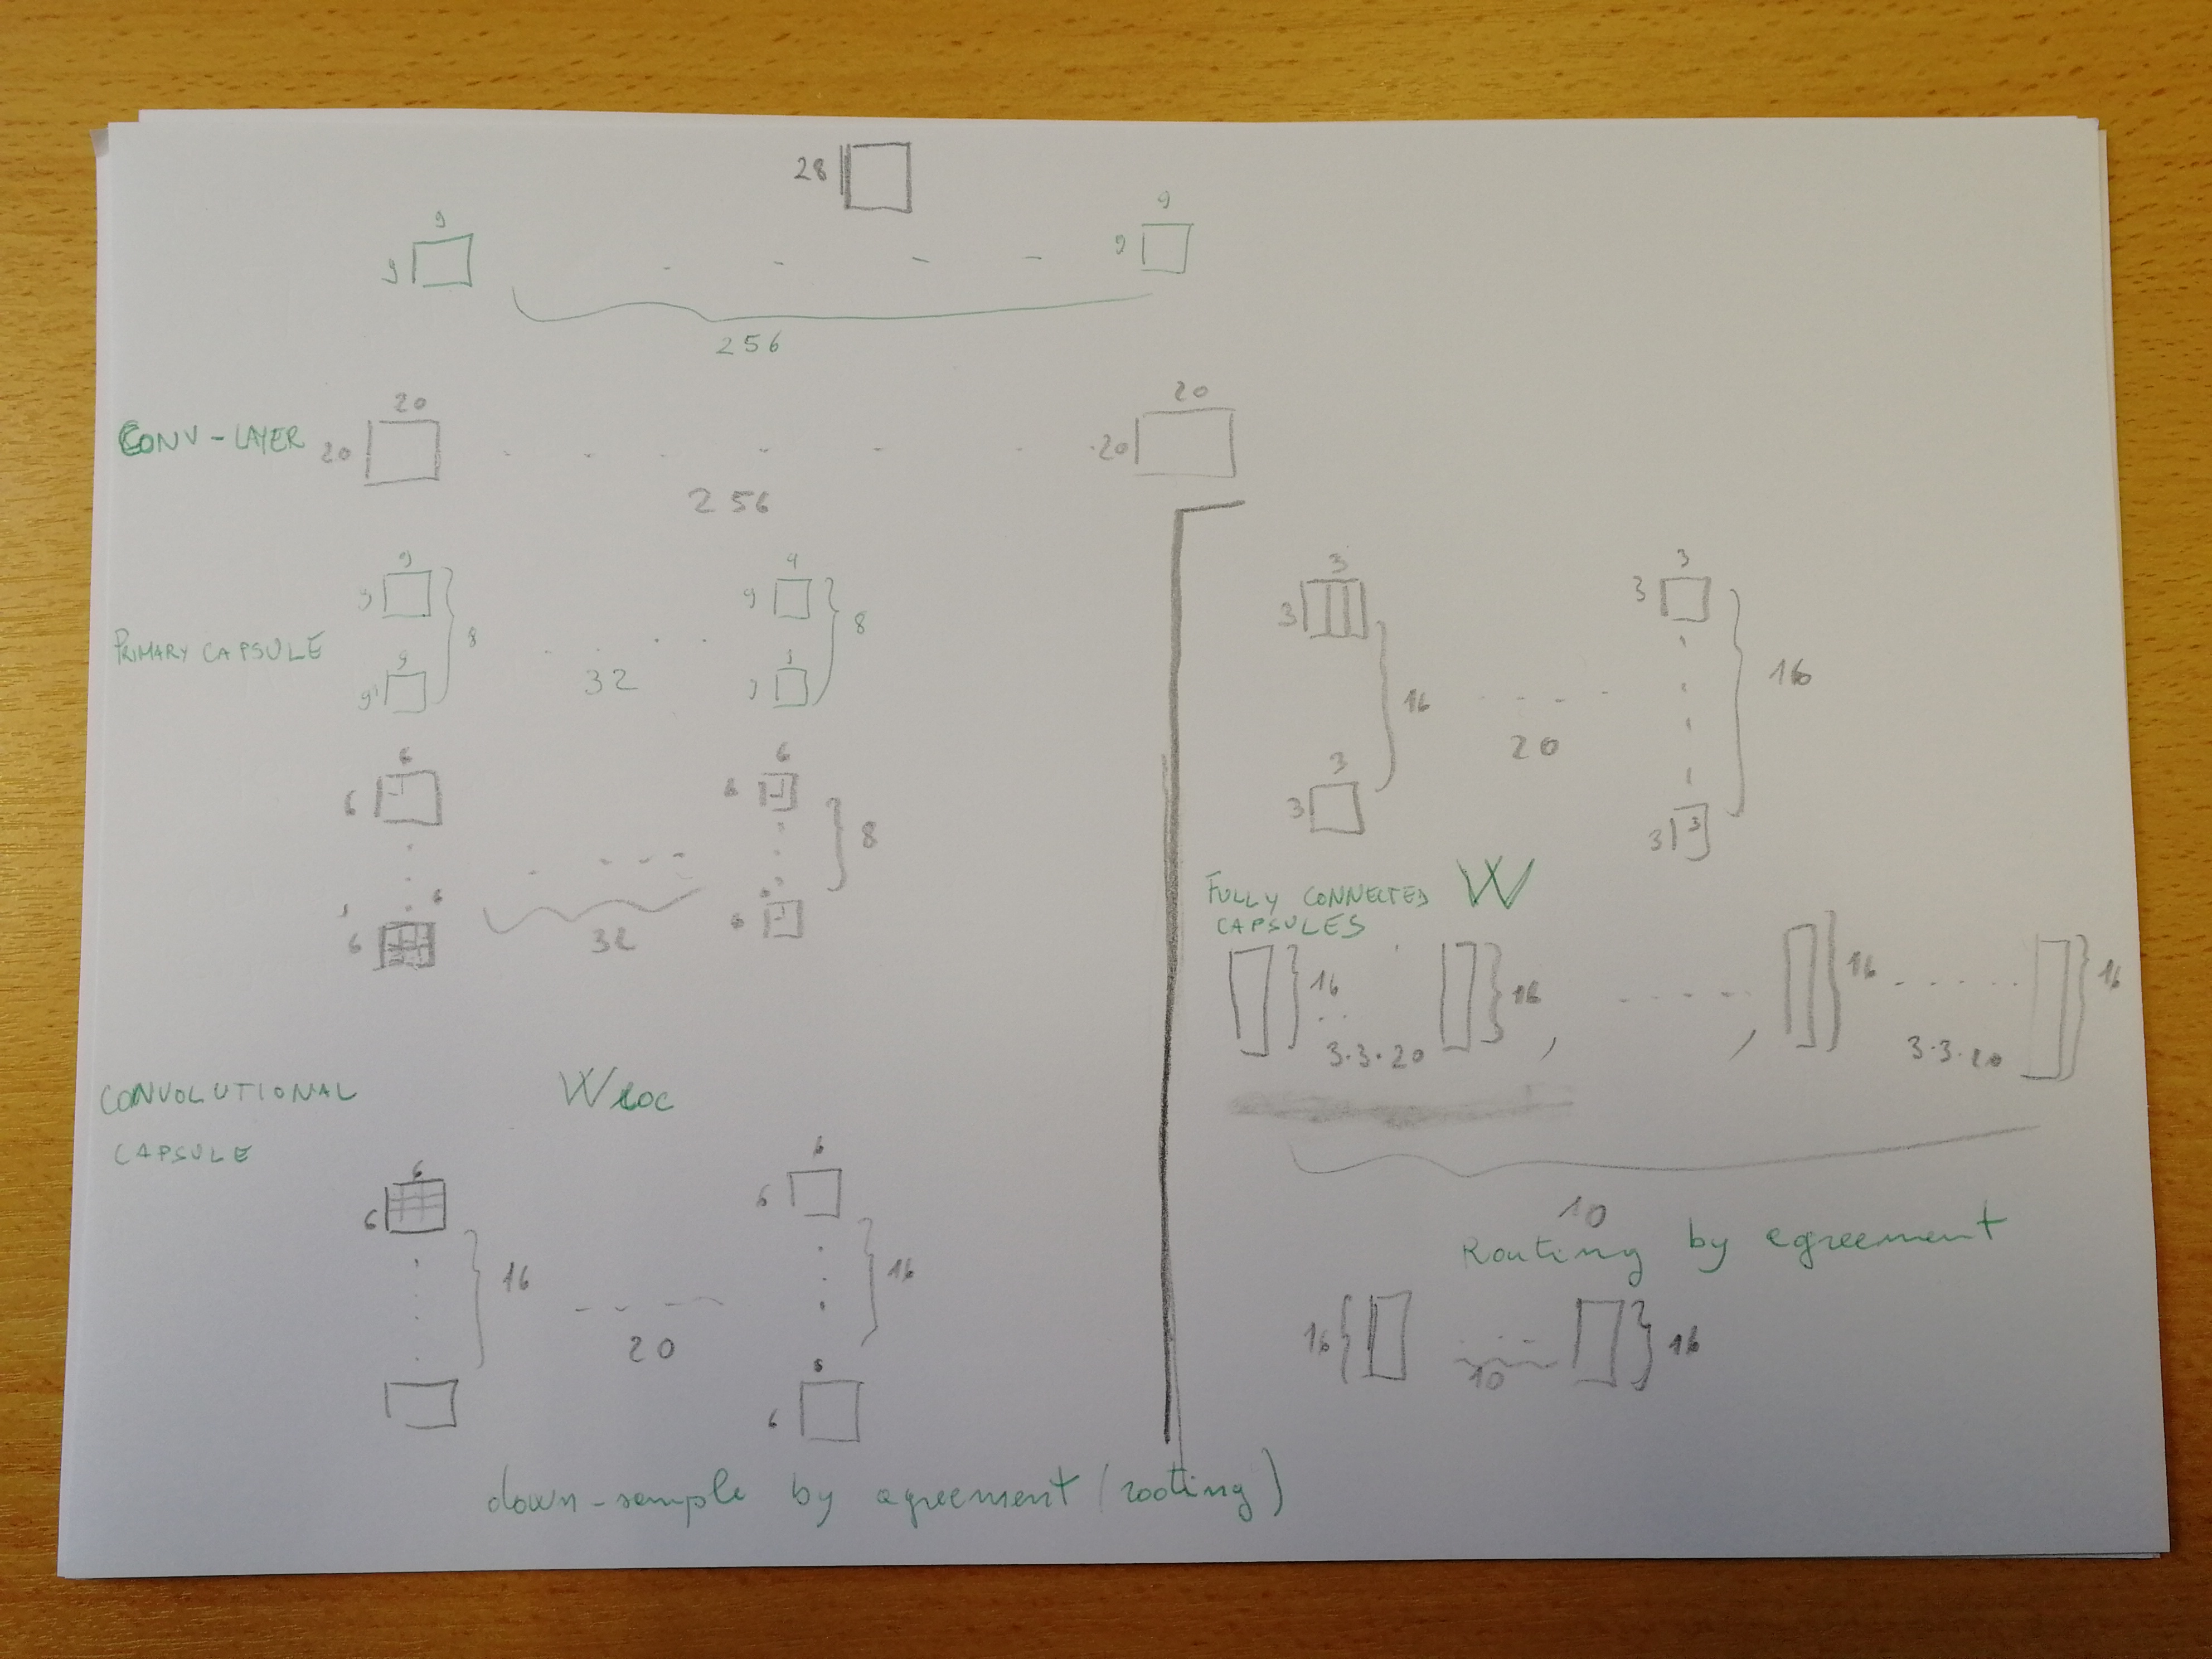 28
9 9
9 9
256
20 20
CONV-LAYER 20 20
256
9 9
9 8 9 8
PRIMARY CAPSULE
9
9 32
6 6
6 6
8
6 32 6
CONVOLUTIONAL Wloc
CAPSULE
6 6
6 6
16 16
20
6
6
down-sample by agreement (rooting)
3 3
3 3
16 16
20
3
3 3 3
FULLY CONNECTED W
CAPSULES
16 16 16 16
3.3.20 , , 3.3.20
10
Routing by agreement
16 16
10